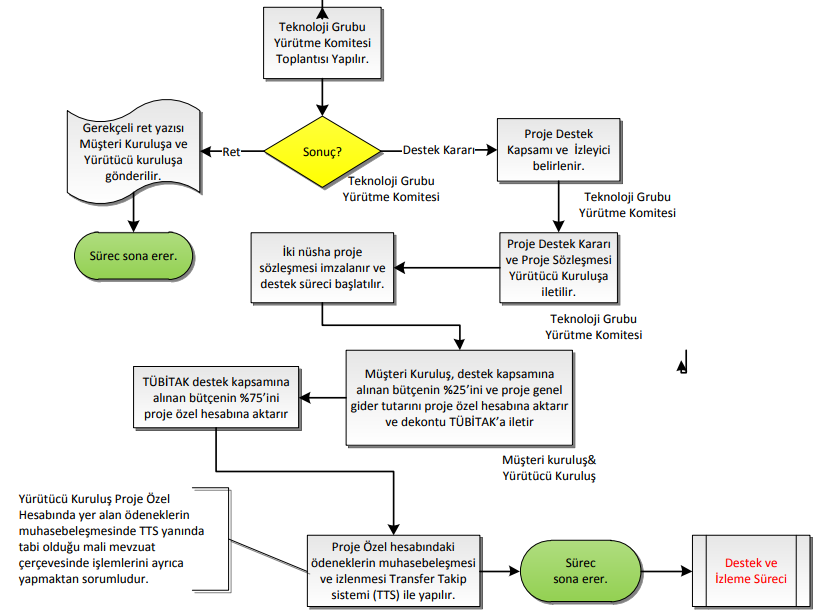 Teknoloji Grubu
Yürütme Komitesi
Toplantısı Yapılır.
Gerekçeli ret yazısı
Müşteri Kuruluşa ve
Yürütücü kuruluşa
gönderilir.
Ret
Sonuç?
Destek Kararı
Proje Destek
Kapsamı ve İzleyici
belirlenir.
Teknoloji Grubu
Yürütme Komitesi
Teknoloji Grubu
Yürütme Komitesi
Sürec sona erer.
İki nüsha proje
sözleşmesi imzalanır ve
destek süreci başlatılır.
Proje Destek Kararı
ve Proje Sözleşmesi
Yürütücü Kuruluşa
iletilir.
Teknoloji Grubu
Yürütme Komitesi
TÜBİTAK destek kapsamına
alınan bütçenin %75’ini
proje özel hesabına aktarır
Müşteri Kuruluş, destek kapsamına
alınan bütçenin %25’ini ve proje genel
gider tutarını proje özel hesabına aktarır
ve dekontu TÜBİTAK’a iletir
Müşteri kuruluş&
Yürütücü Kuruluş
Yürütücü Kuruluş Proje Özel
Hesabında yer alan ödeneklerin
muhasebeleşmesinde TTS yanında
tabi olduğu mali mevzuat
çerçevesinde işlemlerini ayrıca
yapmaktan sorumludur.
Proje Özel hesabındaki
ödeneklerin muhasebeleşmesi
ve izlenmesi Transfer Takip
sistemi (TTS) ile yapılır.
Süreç
sona erer.
Destek ve
İzleme Süreci